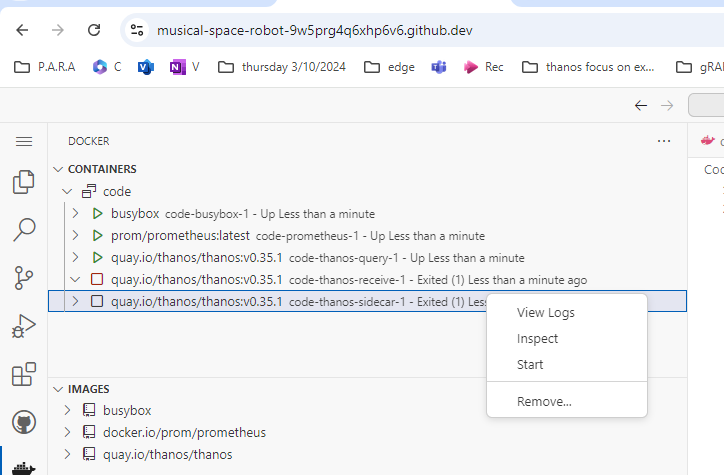 musical-space-robot-9w5prg4q6xhp6v6.github.dev
P.A.R.A C V thursday 3/10/2024 edge Rec thanos focus on ex... gRA
DOCKER ...
CONTAINERS
code
busybox code-busybox-1 - Up Less than a minute
prom/prometheus:latest code-prometheus-1 - Up Less than a minute
quay.io/thanos/thanos:v0.35.1 code-thanos-query-1 - Up Less than a minute
quay.io/thanos/thanos:v0.35.1 code-thanos-receive-1 - Exited (1) Less than a minute ago
quay.io/thanos/thanos:v0.35.1 code-thanos-sidecar-1 - Exited (1) Less
View Logs
Inspect
Start
Remove...
IMAGES
busybox
docker.io/prom/prometheus
quay.io/thanos/thanos